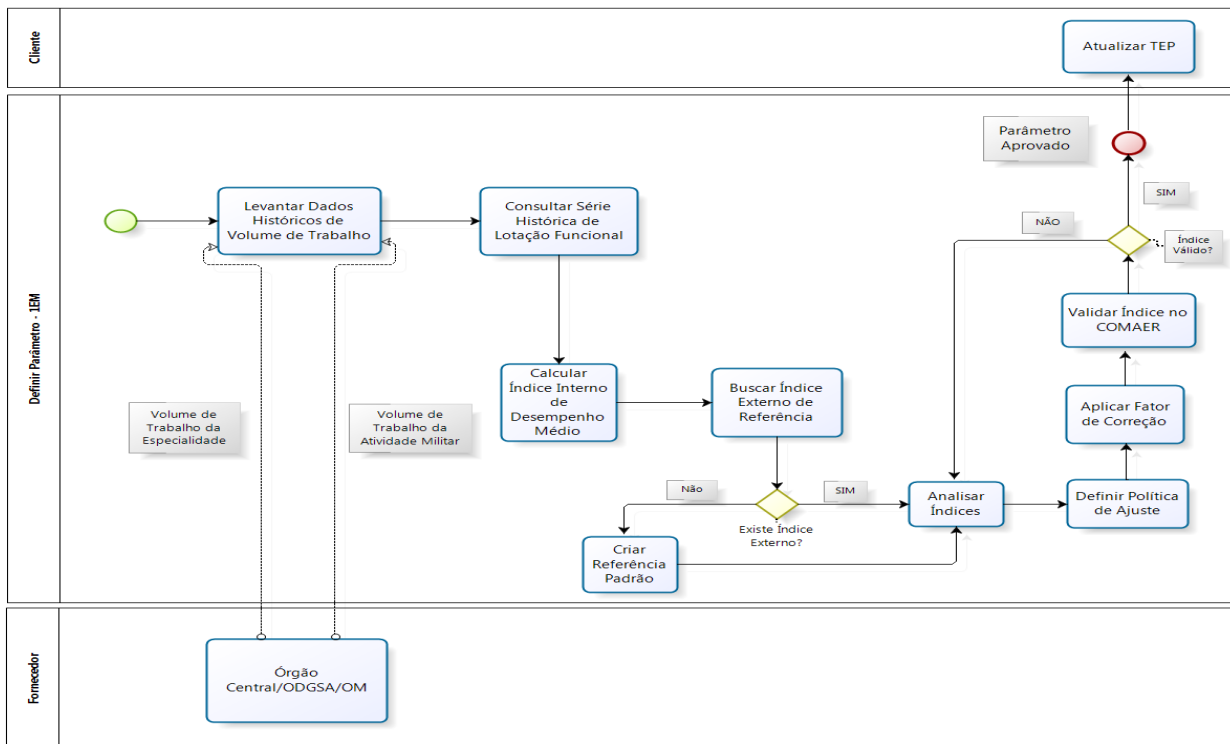 Cliente
Atualizar TEP
Definir Parâmetro - 1EM
Parâmetro
Aprovado
SIM
Levantar Dados
Históricos de
Volume de Trabalho
Consultar Série
Histórica de
Lotação Funcional
NÃO
Índice
Válido?
Validar Índice no
COMAER
Calcular
Índice Interno
de
Desempenho
Médio
Buscar Índice
Externo de
Referência
Volume de
Trabalho da
Especialidade
Volume de
Trabalho da
Atividade Militar
Aplicar Fator
de Correção
Não
SIM
Existe Índice
Externo?
Analisar
Índices
Definir Política
de Ajuste
Criar
Referência
Padrão
Fornecedor
Órgão
Central/ODGSA/OM